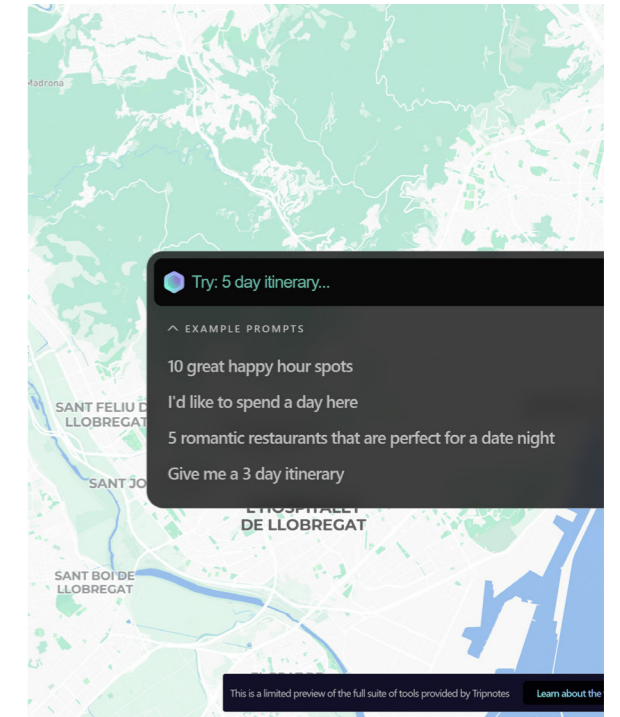 Madrona
Try: 5 day itinerary...
EXAMPLE PROMPTS
10 great happy hour spots
I'd like to spend a day here
5 romantic restaurants that are perfect for a date night
Give me a 3 day itinerary
SANT FELIU D
LLOBREGAT
SANT JO
L'HOSPITALET
DE LLOBREGAT
SANT BOI DE
LLOBREGAT
This is a limited preview of the full suite of tools provided by Tripnotes
Learn about the